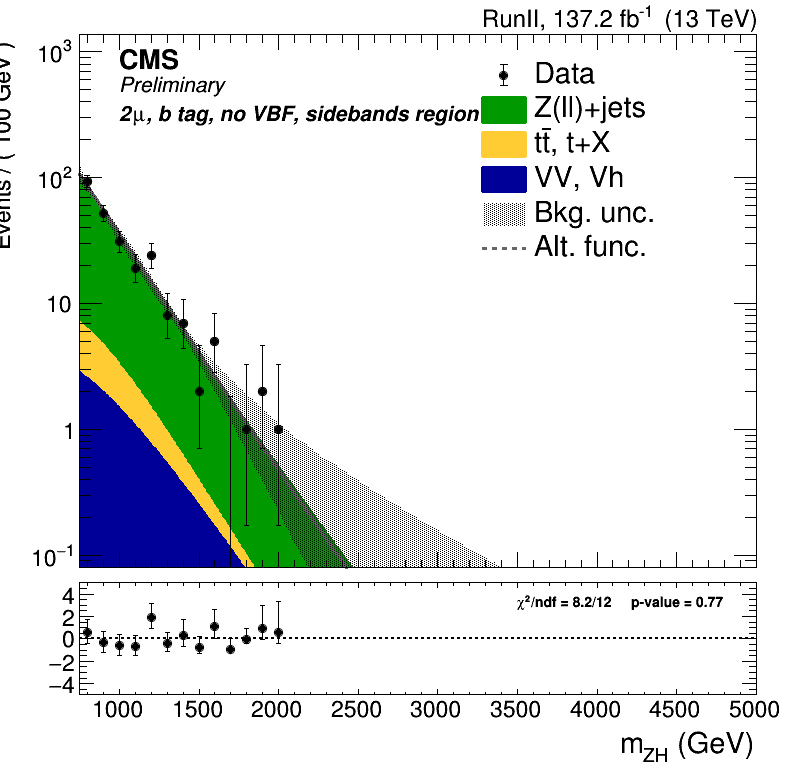 RunII, 137.2 fb⁻¹ (13 TeV)
CMS
Preliminary
2μ, b tag, no VBF, sidebands region
Data
Z(ll)+jets
tt̄, t+X
VV, Vh
Bkg. unc.
Alt. func.
Events / ( 100 GeV )
10³
10²
10
1
10⁻¹
χ²/ndf = 8.2/12 p-value = 0.77
4
2
0
−2
−4
1000 1500 2000 2500 3000 3500 4000 4500 5000
m_ZH (GeV)